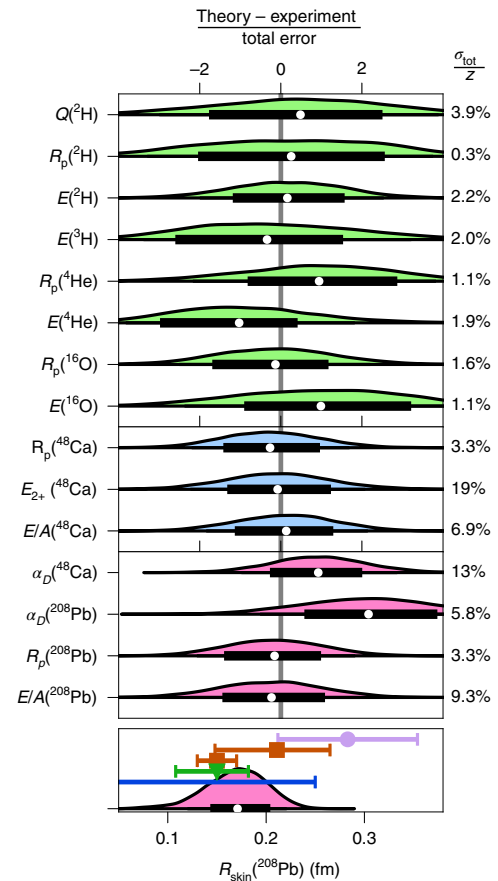 Theory – experiment
total error
−2 0 2
σtot
z
Q(²H) 3.9%
Rp(²H) 0.3%
E(²H) 2.2%
E(³H) 2.0%
Rp(⁴He) 1.1%
E(⁴He) 1.9%
Rp(¹⁶O) 1.6%
E(¹⁶O) 1.1%
Rp(⁴⁸Ca) 3.3%
E2+ (⁴⁸Ca) 19%
E/A(⁴⁸Ca) 6.9%
αD(⁴⁸Ca) 13%
αD(²⁰⁸Pb) 5.8%
Rp(²⁰⁸Pb) 3.3%
E/A(²⁰⁸Pb) 9.3%
0.1 0.2 0.3
Rskin(²⁰⁸Pb) (fm)